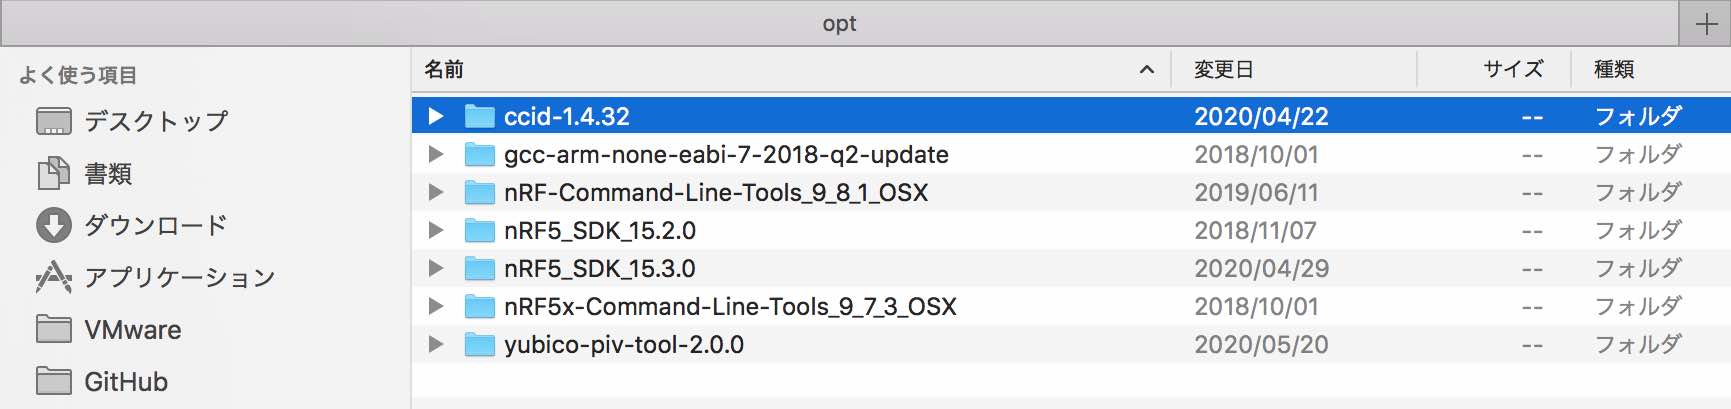 opt
よく使う項目
デスクトップ
書類
ダウンロード
アプリケーション
VMware
GitHub
名前 変更日 サイズ 種類
ccid-1.4.32 2020/04/22 -- フォルダ
gcc-arm-none-eabi-7-2018-q2-update 2018/10/01 -- フォルダ
nRF-Command-Line-Tools_9_8_1_OSX 2019/06/11 -- フォルダ
nRF5_SDK_15.2.0 2018/11/07 -- フォルダ
nRF5_SDK_15.3.0 2020/04/29 -- フォルダ
nRF5x-Command-Line-Tools_9_7_3_OSX 2018/10/01 -- フォルダ
yubico-piv-tool-2.0.0 2020/05/20 -- フォルダ